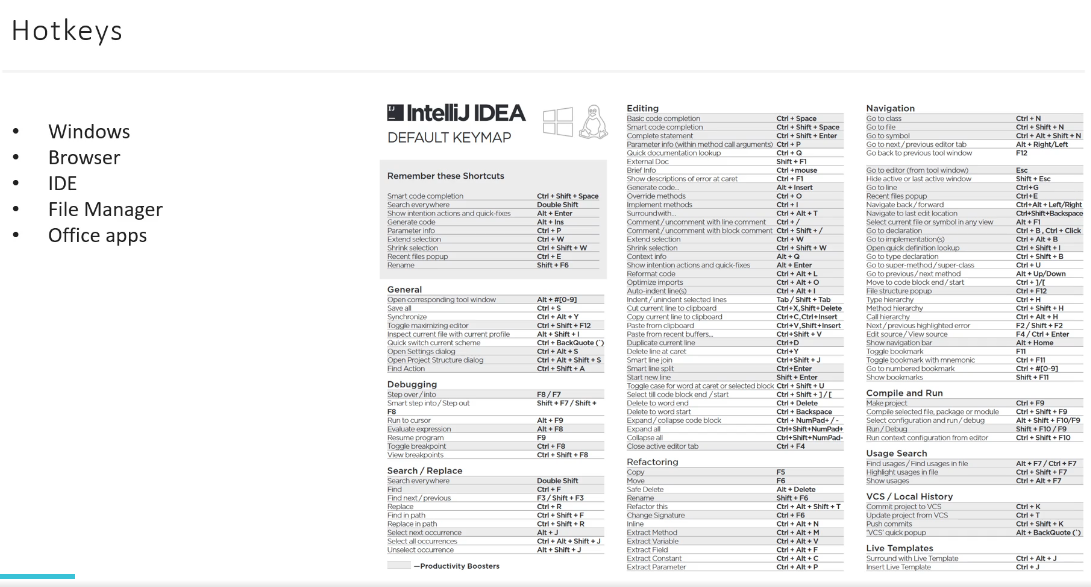 Hotkeys
• Windows
• Browser
• IDE
• File Manager
• Office apps
IJ IntelliJ IDEA
DEFAULT KEYMAP
Remember these Shortcuts
Smart code completion Ctrl + Shift + Space
Search everywhere Double Shift
Show intention actions and quick-fixes Alt + Enter
Generate code Alt + Ins
Parameter info Ctrl + P
Extend selection Ctrl + W
Shrink selection Ctrl + Shift + W
Recent files popup Ctrl + E
Rename Shift + F6
General
Open corresponding tool window Alt + #[0-9]
Save all Ctrl + S
Synchronize Ctrl + Alt + Y
Toggle maximizing editor Ctrl + Shift + F12
Inspect current file with current profile Alt + Shift + I
Quick switch current scheme Ctrl + BackQuote (`)
Open Settings dialog Ctrl + Alt + S
Open Project Structure dialog Ctrl + Alt + Shift + S
Find Action Ctrl + Shift + A
Debugging
Step over / into F8 / F7
Smart step into / Step out Shift + F7 / Shift +
F8
Run to cursor Alt + F9
Evaluate expression Alt + F8
Resume program F9
Toggle breakpoint Ctrl + F8
View breakpoints Ctrl + Shift + F8
Search / Replace
Search everywhere Double Shift
Find Ctrl + F
Find next / previous F3 / Shift + F3
Replace Ctrl + R
Find in path Ctrl + Shift + F
Replace in path Ctrl + Shift + R
Select next occurrence Alt + J
Select all occurrences Ctrl + Alt + Shift + J
Unselect occurrence Alt + Shift + J
—Productivity Boosters
Editing
Basic code completion Ctrl + Space
Smart code completion Ctrl + Shift + Space
Complete statement Ctrl + Shift + Enter
Parameter info (within method call arguments) Ctrl + P
Quick documentation lookup Ctrl + Q
External Doc Shift + F1
Brief Info Ctrl +mouse
Show descriptions of error at caret Ctrl + F1
Generate code... Alt + Insert
Override methods Ctrl + O
Implement methods Ctrl + I
Surroundwith... Ctrl + Alt + T
Comment / uncomment with line comment Ctrl + /
Comment / uncomment with block comment Ctrl + Shift + /
Extend selection Ctrl + W
Shrink selection Ctrl + Shift + W
Context info Alt + Q
Show intention actions and quick-fixes Alt + Enter
Reformat code Ctrl + Alt + L
Optimize imports Ctrl + Alt + O
Auto-indent line(s) Ctrl + Alt + I
Indent / unindent selected lines Tab / Shift + Tab
Cut current line to clipboard Ctrl+X,Shift+Delete
Copy current line to clipboard Ctrl+C,Ctrl+Insert
Paste from clipboard Ctrl+V,Shift+Insert
Paste from recent buffers... Ctrl+Shift + V
Duplicate current line Ctrl+D
Delete line at caret Ctrl+Y
Smart line join Ctrl+Shift + J
Smart line split Ctrl+Enter
Start new line Shift + Enter
Toggle case for word at caret or selected block Ctrl + Shift + U
Select till code block end / start Ctrl + Shift + ] / [
Delete to word end Ctrl + Delete
Delete to word start Ctrl + Backspace
Expand / collapse code block Ctrl + NumPad+ / -
Expand all Ctrl+Shift+NumPad+
Collapse all Ctrl+Shift+NumPad-
Close active editor tab Ctrl + F4
Refactoring
Copy F5
Move F6
Safe Delete Alt + Delete
Rename Shift + F6
Refactor this Ctrl + Alt + Shift + T
Change Signature Ctrl + F6
Inline Ctrl + Alt + N
Extract Method Ctrl + Alt + M
Extract Variable Ctrl + Alt + V
Extract Field Ctrl + Alt + F
Extract Constant Ctrl + Alt + C
Extract Parameter Ctrl + Alt + P
Navigation
Go to class Ctrl + N
Go to file Ctrl + Shift + N
Go to symbol Ctrl + Alt + Shift + N
Go to next / previous editor tab Alt + Right/Left
Go back to previous tool window F12
Go to editor (from tool window) Esc
Hide active or last active window Shift + Esc
Go to line Ctrl+G
Recent files popup Ctrl+E
Navigate back / forward Ctrl+Alt + Left/Right
Navigate to last edit location Ctrl+Shift+Backspace
Select current file or symbol in any view Alt + F1
Go to declaration Ctrl + B , Ctrl + Click
Go to implementation(s) Ctrl + Alt + B
Open quick definition lookup Ctrl + Shift + I
Go to type declaration Ctrl + Shift + B
Go to super-method / super-class Ctrl + U
Go to previous / next method Alt + Up/Down
Move to code block end / start Ctrl + ]/[
File structure popup Ctrl + F12
Type hierarchy Ctrl + H
Method hierarchy Ctrl + Shift + H
Call hierarchy Ctrl + Alt + H
Next / previous highlighted error F2 / Shift + F2
Edit source / View source F4 / Ctrl + Enter
Show navigation bar Alt + Home
Toggle bookmark F11
Toggle bookmark with mnemonic Ctrl + F11
Go to numbered bookmark Ctrl + #[0-9]
Show bookmarks Shift + F11
Compile and Run
Make project Ctrl + F9
Compile selected file, package or module Ctrl + Shift + F9
Select configuration and run / debug Alt + Shift + F10/F9
Run / Debug Shift + F10 / F9
Run context configuration from editor Ctrl + Shift + F10
Usage Search
Find usages / Find usages in file Alt + F7 / Ctrl + F7
Highlight usages in file Ctrl + Shift + F7
Show usages Ctrl + Alt + F7
VCS / Local History
Commit project to VCS Ctrl + K
Update project from VCS Ctrl + T
Push commits Ctrl + Shift + K
'VCS' quick popup Alt + BackQuote (`)
Live Templates
Surround with Live Template Ctrl + Alt + J
Insert Live Template Ctrl + J